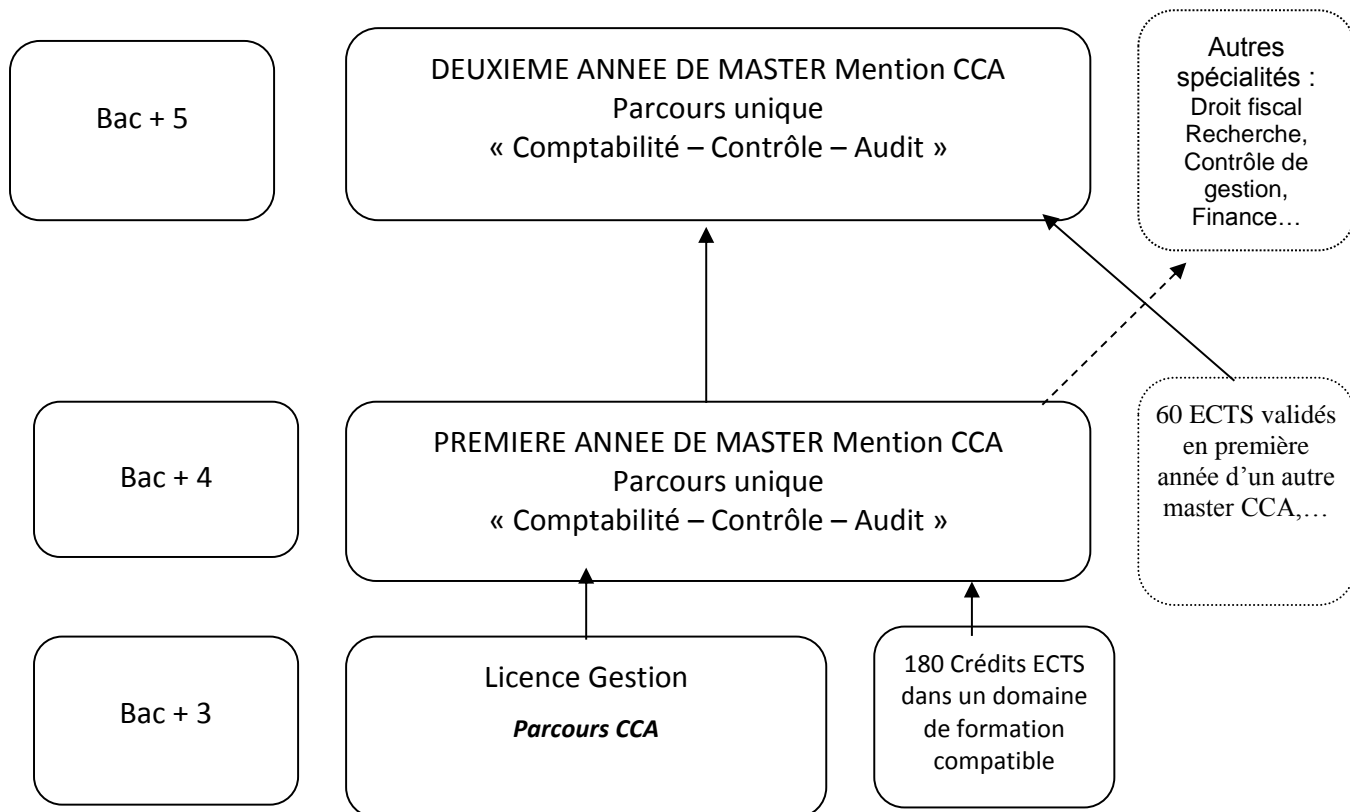 Bac + 5
DEUXIEME ANNEE DE MASTER Mention CCA
Parcours unique
« Comptabilité – Contrôle – Audit »
Autres
spécialités :
Droit fiscal
Recherche,
Contrôle de
gestion,
Finance…
Bac + 4
PREMIERE ANNEE DE MASTER Mention CCA
Parcours unique
« Comptabilité – Contrôle – Audit »
60 ECTS validés
en première
année d’un autre
master CCA,…
Bac + 3
Licence Gestion
Parcours CCA
180 Crédits ECTS
dans un domaine
de formation
compatible